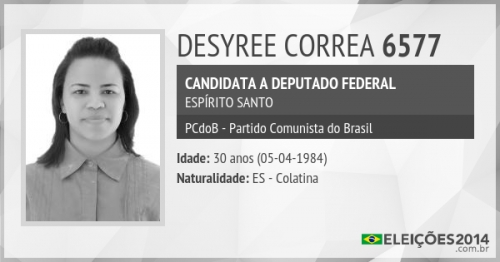 DESYREE CORREA 6577
CANDIDATA A DEPUTADO FEDERAL
ESPÍRITO SANTO
PCdoB - Partido Comunista do Brasil
Idade: 30 anos (05-04-1984)
Naturalidade: ES - Colatina
ELEIÇÕES2014
.com.br